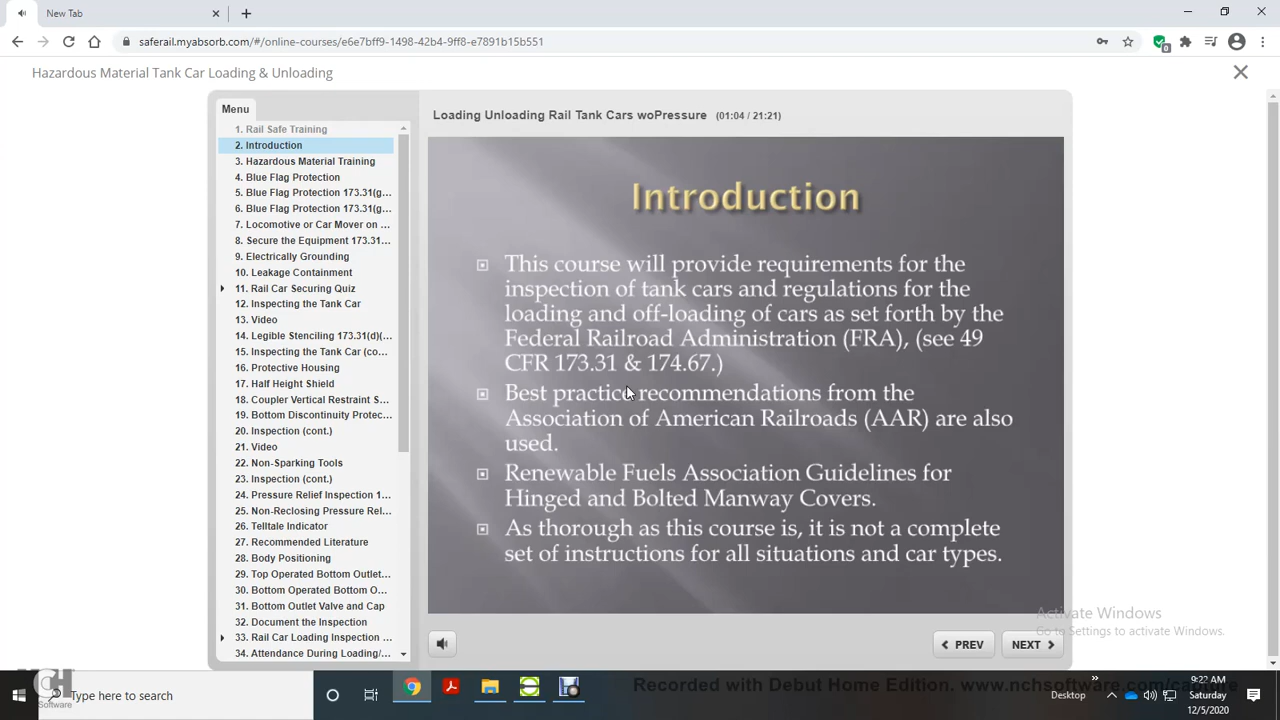 New Tab
saferail.myabsorb.com/#/online-courses/e6e7bff9-1498-42b4-9ff8-e7891b15b551
0
Hazardous Material Tank Car Loading & Unloading
Menu
1. Rail Safe Training
2. Introduction
3. Hazardous Material Training
4. Blue Flag Protection
5. Blue Flag Protection 173.31(g...
6. Blue Flag Protection 173.31(g...
7. Locomotive or Car Mover on ...
8. Secure the Equipment 173.31...
9. Electrically Grounding
10. Leakage Containment
11. Rail Car Securing Quiz
12. Inspecting the Tank Car
13. Video
14. Legible Stenciling 173.31(d)(...
15. Inspecting the Tank Car (co...
16. Protective Housing
17. Half Height Shield
18. Coupler Vertical Restraint S...
19. Bottom Discontinuity Protec...
20. Inspection (cont.)
21. Video
22. Non-Sparking Tools
23. Inspection (cont.)
24. Pressure Relief Inspection 1...
25. Non-Reclosing Pressure Rel...
26. Telltale Indicator
27. Recommended Literature
28. Body Positioning
29. Top Operated Bottom Outlet...
30. Bottom Operated Bottom O...
31. Bottom Outlet Valve and Cap
32. Document the Inspection
33. Rail Car Loading Inspection ...
34. Attendance During Loading/...
Loading Unloading Rail Tank Cars woPressure (01:04 / 21:21)
Introduction
This course will provide requirements for the
inspection of tank cars and regulations for the
loading and off-loading of cars as set forth by the
Federal Railroad Administration (FRA), (see 49
CFR 173.31 & 174.67.)
Best practice recommendations from the
Association of American Railroads (AAR) are also
used.
Renewable Fuels Association Guidelines for
Hinged and Bolted Manway Covers.
As thorough as this course is, it is not a complete
set of instructions for all situations and car types.
Activate Windows
Go to Settings to activate Windows.
PREV
NEXT
NCH
Software
Type here to search
Recorded with Debut Home Edition. www.nchsoftware.com/capture
Desktop
9:22 AM
Saturday
12/5/2020